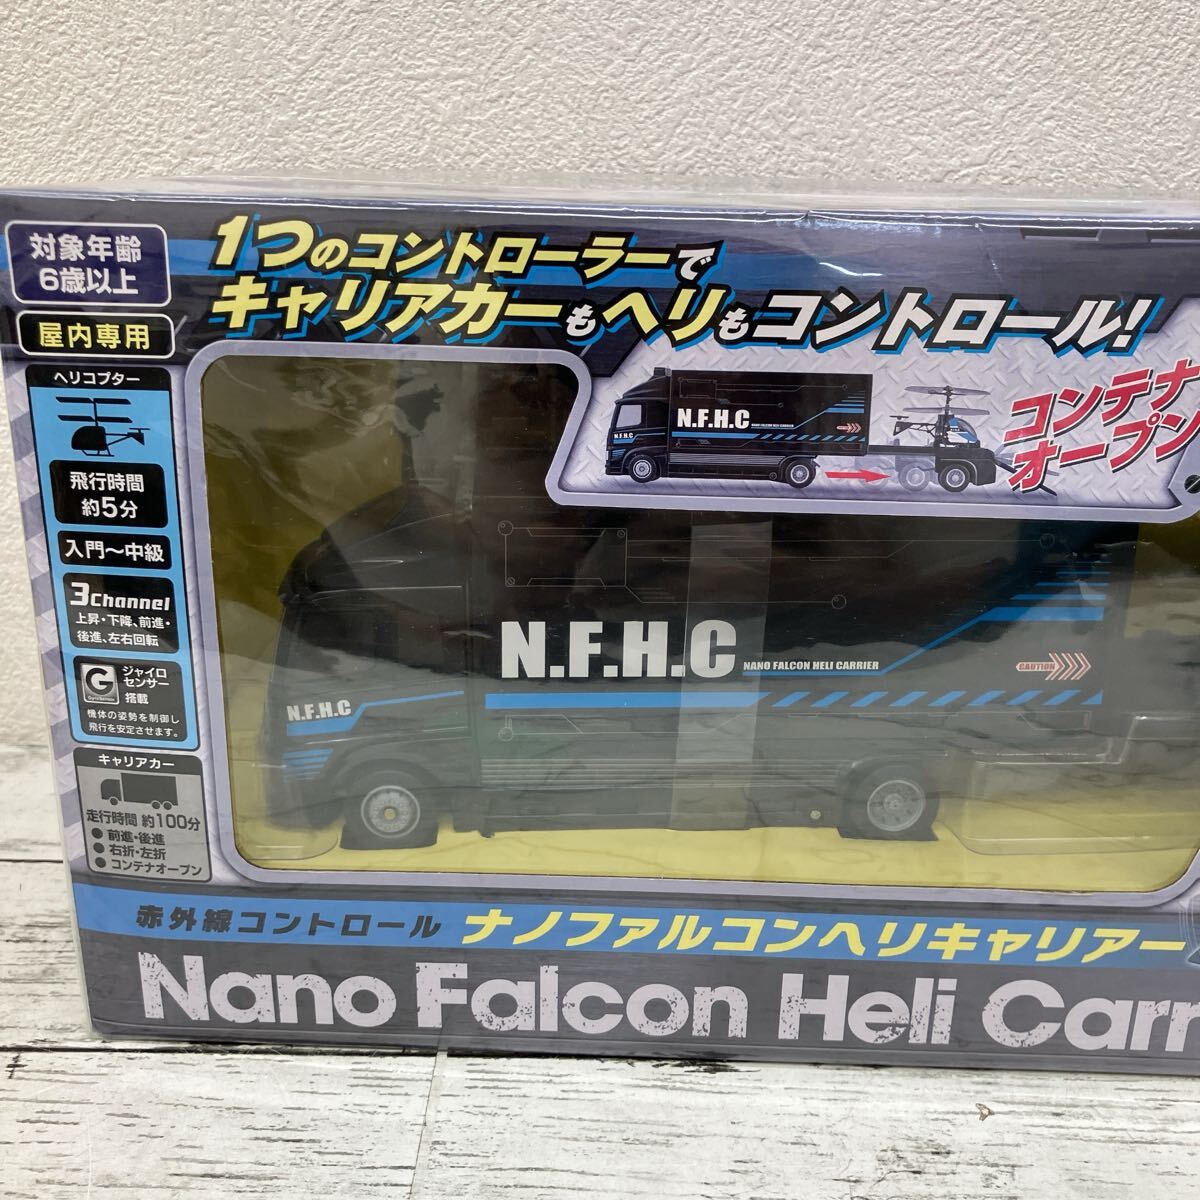 対象年齢
6歳以上
屋内専用
1つのコントローラーで
キャリアカーもヘリもコントロール!
ヘリコプター
飛行時間
約5分
入門～中級
3Channel
上昇・下降、前進・
後進、左右回転
G
ジャイロ
センサー
搭載
機体の姿勢を制御し
飛行を安定させます。
キャリアカー
走行時間 約100分
● 前進・後進
● 右折・左折
● コンテナオープン
N.F.H.C
NANO FALCON HELI CARRIER
N.F.H.C
コンテナ
オープン
N.F.H.C
NANO FALCON HELI CARRIER
CAUTION
N.F.H.C
赤外線コントロール ナノファルコンヘリキャリアー
Nano Falcon Heli Carr